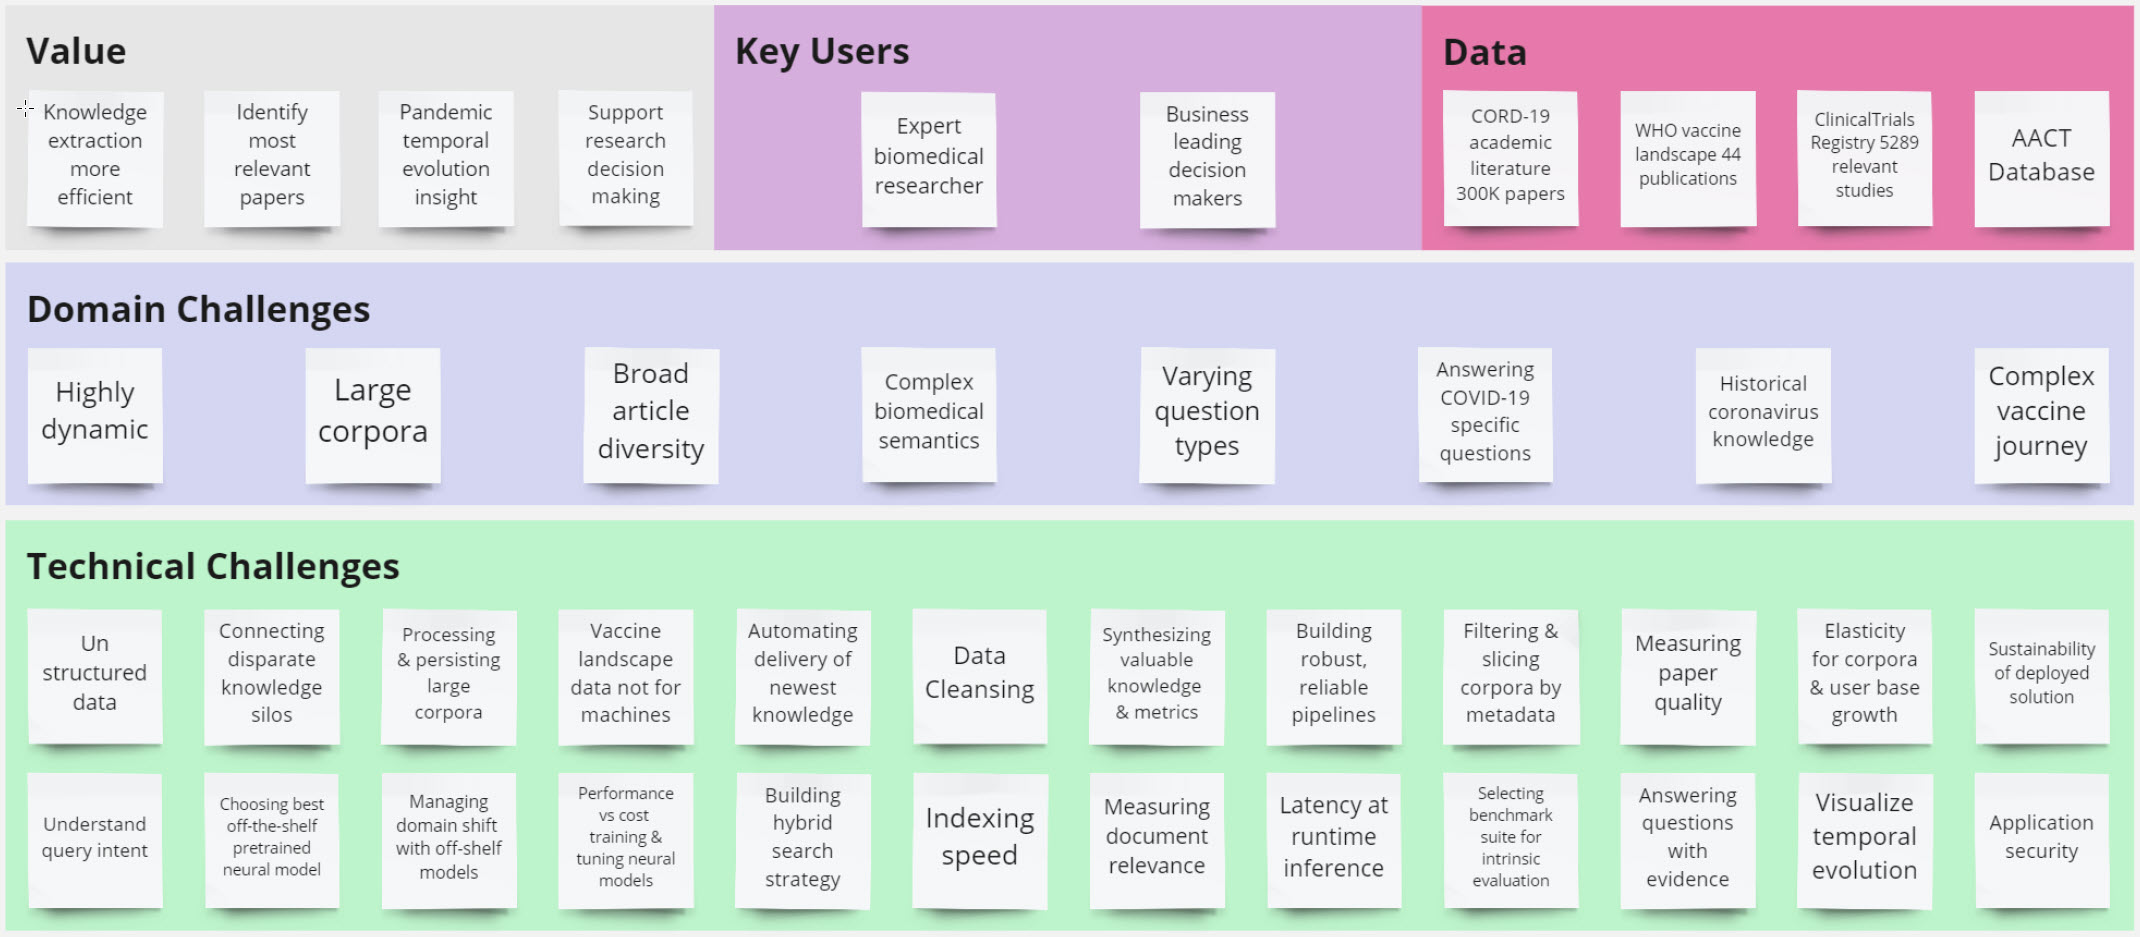 Value
Knowledge
extraction
more
efficient
Identify
most
relevant
papers
Pandemic
temporal
evolution
insight
Support
research
decision
making
Key Users
Expert
biomedical
researcher
Business
leading
decision
makers
Data
CORD-19
academic
literature
300K papers
WHO vaccine
landscape 44
publications
ClinicalTrials
Registry 5289
relevant
studies
AACT
Database
Domain Challenges
Highly
dynamic
Large
corpora
Broad
article
diversity
Complex
biomedical
semantics
Varying
question
types
Answering
COVID-19
specific
questions
Historical
coronavirus
knowledge
Complex
vaccine
journey
Technical Challenges
Un
structured
data
Connecting
disparate
knowledge
silos
Processing
& persisting
large
corpora
Vaccine
landscape
data not for
machines
Automating
delivery of
newest
knowledge
Data
Cleansing
Synthesizing
valuable
knowledge
& metrics
Building
robust,
reliable
pipelines
Filtering &
slicing
corpora by
metadata
Measuring
paper
quality
Elasticity
for corpora
& user base
growth
Sustainability
of deployed
solution
Understand
query intent
Choosing best
off-the-shelf
pretrained
neural model
Managing
domain shift
with off-shelf
models
Performance
vs cost
training &
tuning neural
models
Building
hybrid
search
strategy
Indexing
speed
Measuring
document
relevance
Latency at
runtime
inference
Selecting
benchmark
suite for
intrinsic
evaluation
Answering
questions
with
evidence
Visualize
temporal
evolution
Application
security